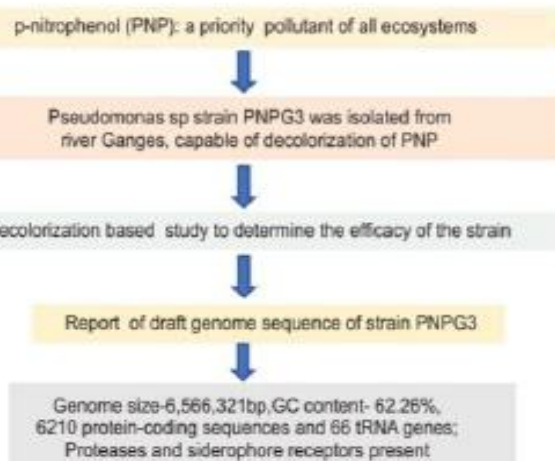 p-nitrophenol (PNP): a priority pollutant of all ecosystems
Pseudomonas sp strain PNPG3 was isolated from
river Ganges, capable of decolorization of PNP
ecolorization based study to determine the efficacy of the strain
Report of draft genome sequence of strain PNPG3
Genome size-6,566,321bp,GC content- 62.26%,
6210 protein-coding sequences and 66 tRNA genes;
Proteases and siderophore receptors present